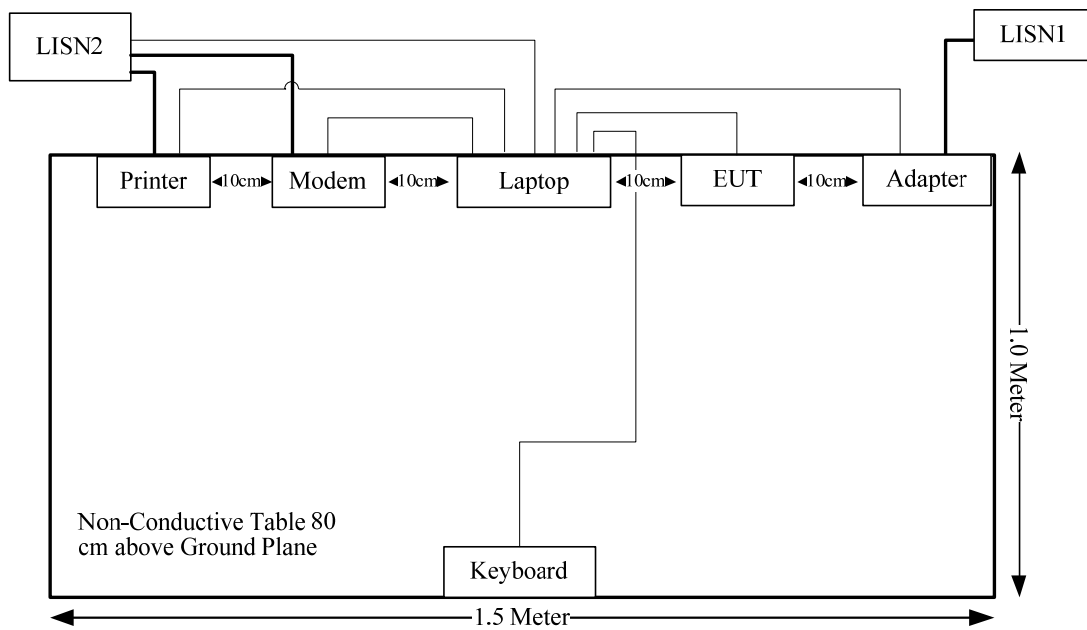 LISN2
LISN1
Printer
10cm
Modem
10cm
Laptop
10cm
EUT
10cm
Adapter
1.0 Meter
Non-Conductive Table 80
cm above Ground Plane
Keyboard
1.5 Meter